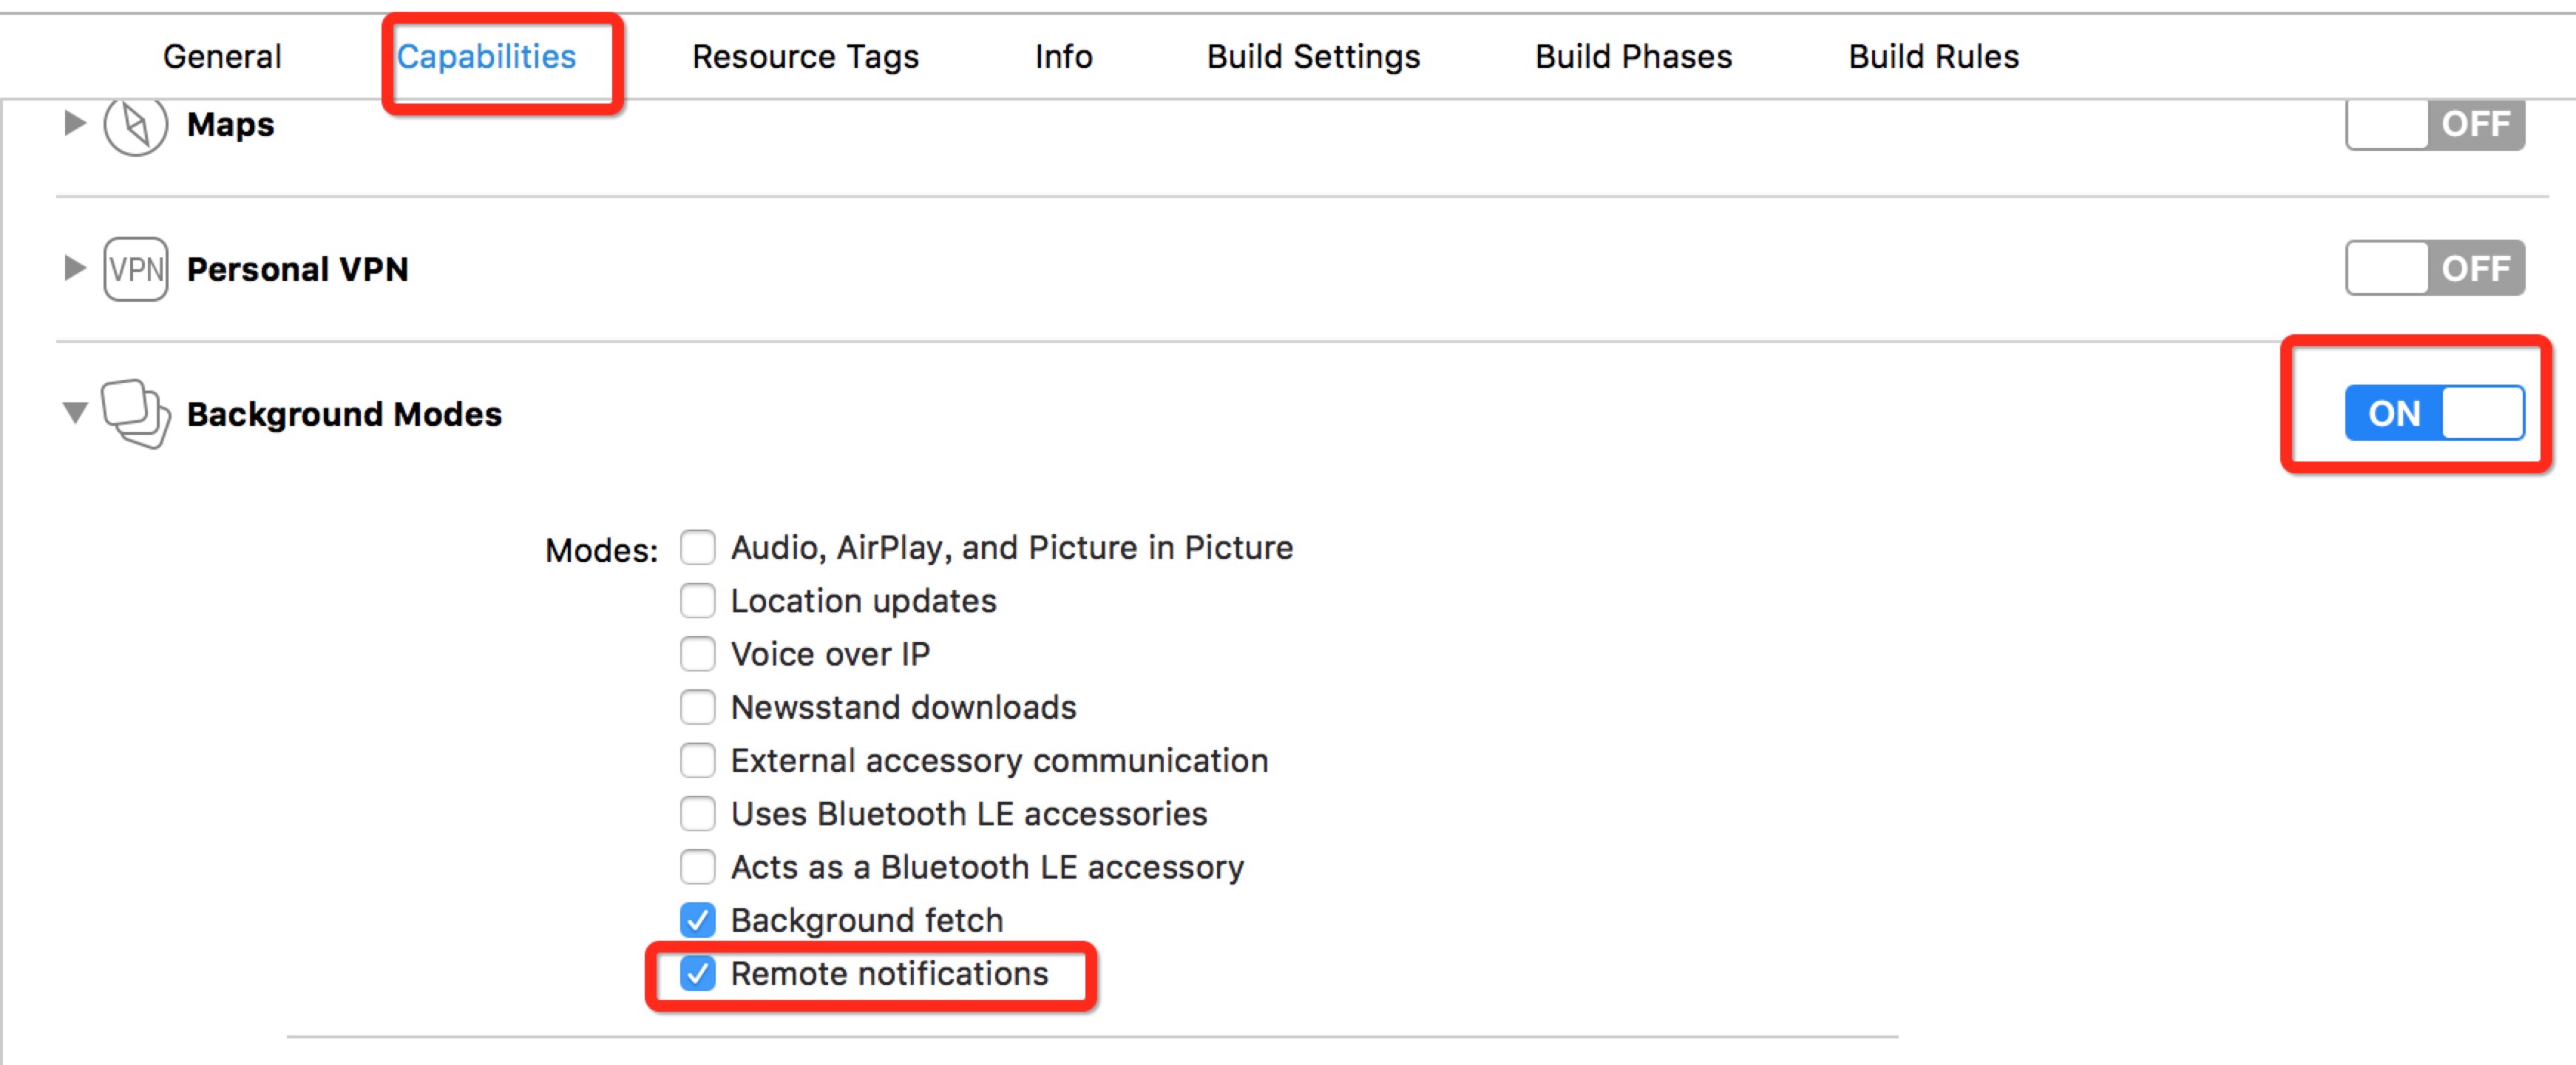 General Capabilities Resource Tags Info Build Settings Build Phases Build Rules
Maps OFF
VPN Personal VPN OFF
Background Modes ON
Modes: Audio, AirPlay, and Picture in Picture
Location updates
Voice over IP
Newsstand downloads
External accessory communication
Uses Bluetooth LE accessories
Acts as a Bluetooth LE accessory
Background fetch
Remote notifications